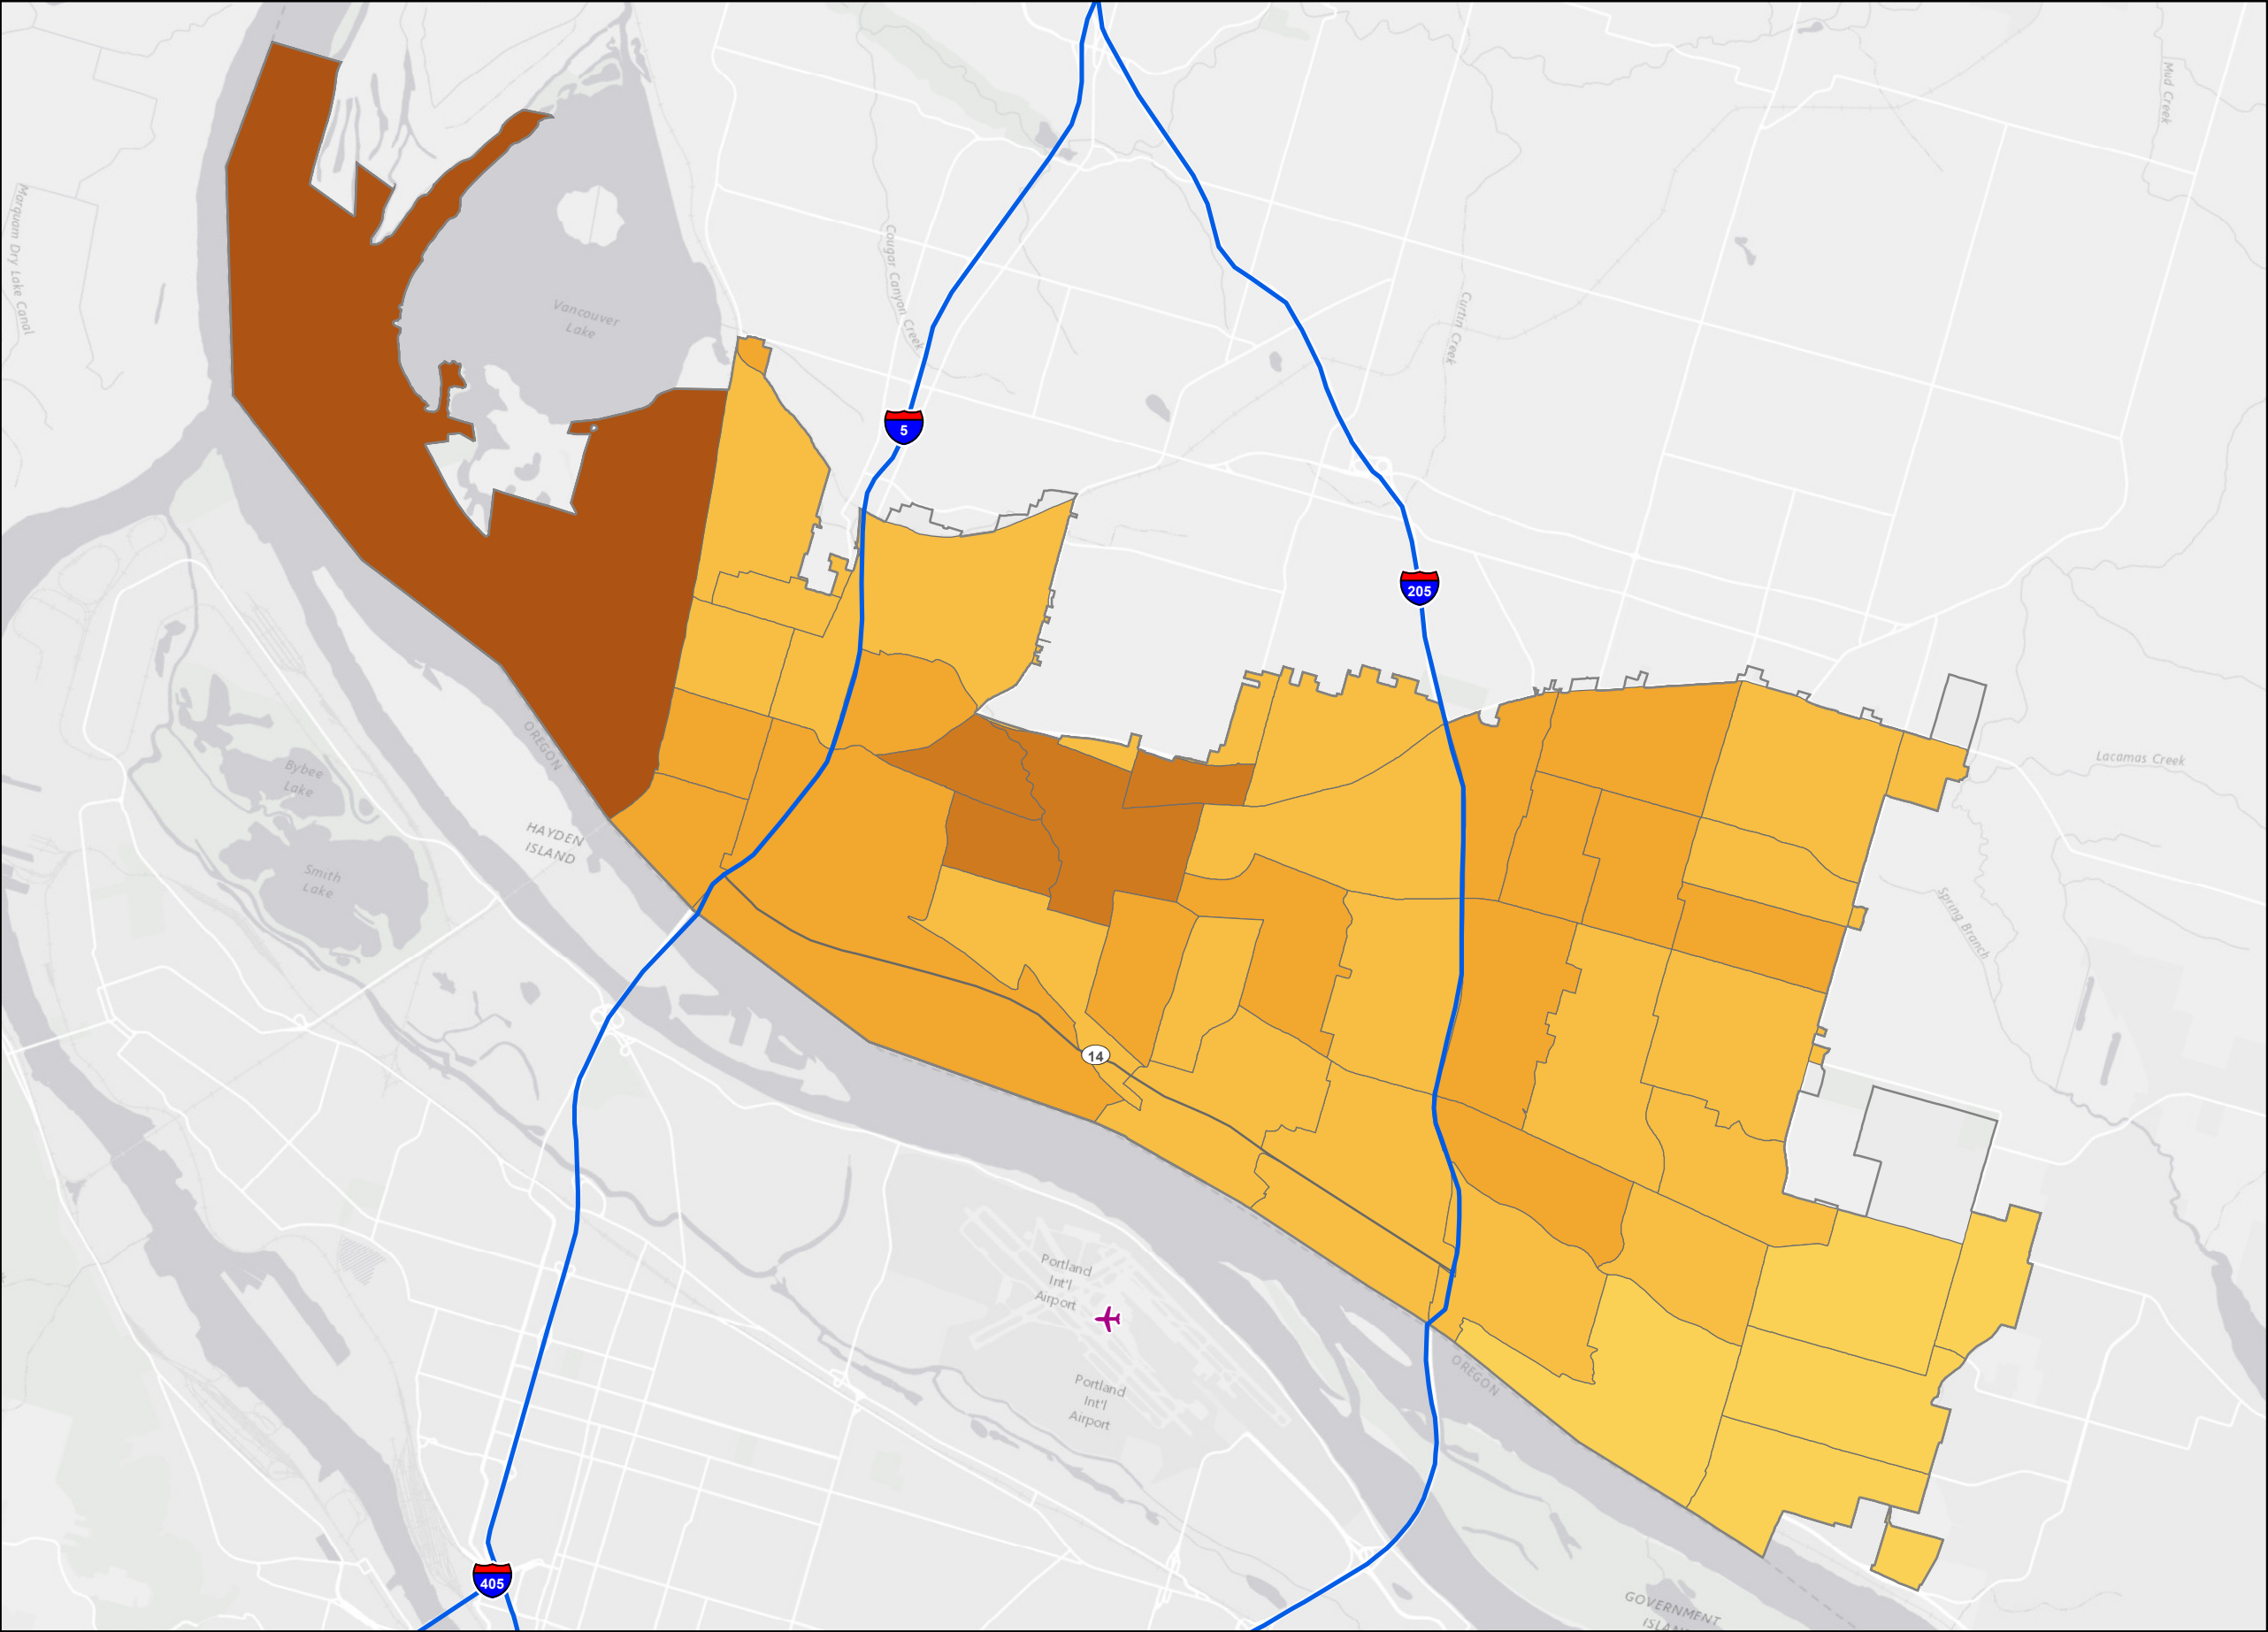 Mud Creek
Marquam Dry Lake Canal
Cougar Canyon Creek
Curtin Creek
Vancouver
Lake
5
205
OREGON
Bybee
Lake
HAYDEN
ISLAND
Smith
Lake
Lacamas Creek
Spring Branch
14
Portland
Int'l
Airport
Portland
Int'l
Airport
OREGON
405
GOVERNMENT